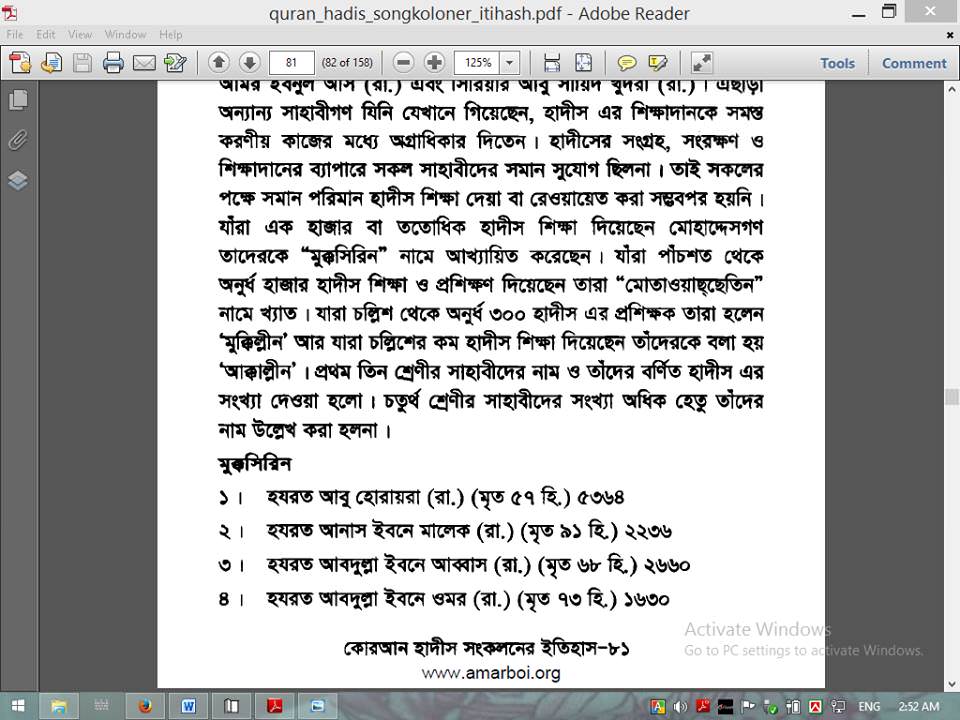 quran_hadis_songkoloner_itihash.pdf - Adobe Reader
File Edit View Window Help
81 (82 of 158) 125% Tools Comment
আমর ইবনুল আস (রা.) এবং সিরিয়ার আবু সায়িদ খুদরী (রা.)। এছাড়া
অন্যান্য সাহাবীগণ যিনি যেখানে গিয়েছেন, হাদীস এর শিক্ষাদানকে সমস্ত
করণীয় কাজের মধ্যে অগ্রাধিকার দিতেন। হাদীসের সংগ্রহ, সংরক্ষণ ও
শিক্ষাদানের ব্যাপারে সকল সাহাবীদের সমান সুযোগ ছিলনা। তাই সকলের
পক্ষে সমান পরিমান হাদীস শিক্ষা দেয়া বা রেওয়ায়েত করা সম্ভবপর হয়নি।
যাঁরা এক হাজার বা ততোধিক হাদীস শিক্ষা দিয়েছেন মোহাদ্দেসগণ
তাদেরকে “মুক্কসিরিন” নামে আখ্যায়িত করেছেন। যাঁরা পাঁচশত থেকে
অনুর্ধ হাজার হাদীস শিক্ষা ও প্রশিক্ষণ দিয়েছেন তারা “মোতাওয়াছ্ছেতিন”
নামে খ্যাত। যারা চল্লিশ থেকে অনুর্ধ ৩০০ হাদীস এর প্রশিক্ষক তারা হলেন
‘মুক্কিল্লীন’ আর যারা চল্লিশের কম হাদীস শিক্ষা দিয়েছেন তাঁদেরকে বলা হয়
‘আক্কাল্লীন’। প্রথম তিন শ্রেণীর সাহাবীদের নাম ও তাঁদের বর্ণিত হাদীস এর
সংখ্যা দেওয়া হলো। চতুর্থ শ্রেণীর সাহাবীদের সংখ্যা অধিক হেতু তাঁদের
নাম উল্লেখ করা হলনা।
মুক্কসিরিন
১। হযরত আবু হোরায়রা (রা.) (মৃত ৫৭ হি.) ৫৩৬৪
২। হযরত আনাস ইবনে মালেক (রা.) (মৃত ৯১ হি.) ২২৩৬
৩। হযরত আবদুল্লা ইবনে আব্বাস (রা.) (মৃত ৬৮ হি.) ২৬৬০
৪। হযরত আবদুল্লা ইবনে ওমর (রা.) (মৃত ৭৩ হি.) ১৬৩০
কোরআন হাদীস সংকলনের ইতিহাস-৮১
www.amarboi.org
Activate Windows
Go to PC settings to activate Windows.
ENG 2:52 AM